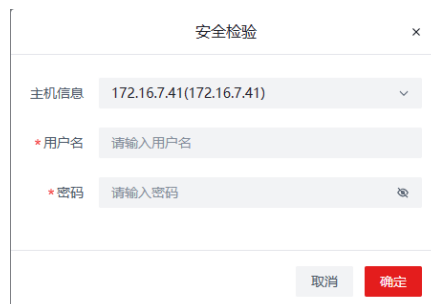 安全检验 ×
主机信息 172.16.7.41(172.16.7.41)
*用户名 请输入用户名
*密码 请输入密码
取消 确定